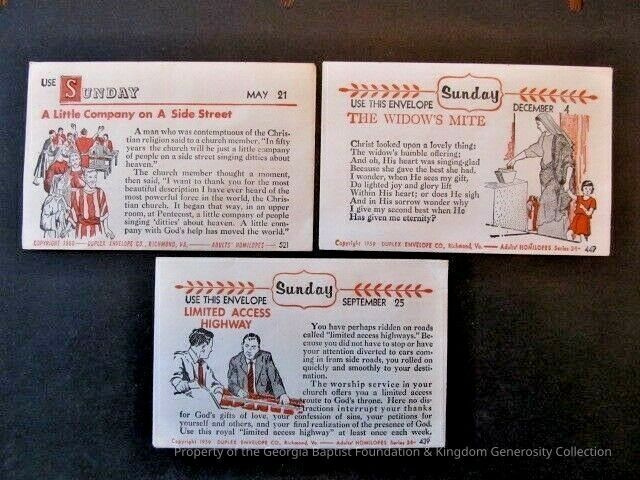 USE SUNDAY MAY 21
A Little Company on A Side Street
A man who was contemptuous of the Chris-
tian religion said to a church member, "In fifty
years the church will be just a little company
of people on a side street singing ditties about
heaven."
The church member thought a moment,
then said, "I want to thank you for the most
beautiful description I have ever heard of the
most powerful force in the world, the Chris-
tian church. It began that way, in an upper
room, at Pentecost, a little company of people
singing 'ditties' about heaven. A little com-
pany with God's help has moved the world."
COPYRIGHT 1960 — DUPLEX ENVELOPE CO., RICHMOND, VA. — ADULTS' HOMILOPES — 521
Sunday
USE THIS ENVELOPE DECEMBER 4
THE WIDOW'S MITE
Christ looked upon a lovely thing;
The widow's humble offering;
And oh, His heart was singing-glad
Because she gave the best she had.
I wonder, when He sees my gift,
Do lighted joy and glory lift
Within His heart; or does He sigh
And in His sorrow wonder why
I give my second best when He
Has given me eternity?
Copyright 1959 DUPLEX ENVELOPE CO., Richmond, Va. — Adults' HOMILOPES Series 34— 449
Sunday
USE THIS ENVELOPE SEPTEMBER 25
LIMITED ACCESS
HIGHWAY
You have perhaps ridden on roads
called "limited access highways." Be-
cause you did not have to stop or have
your attention diverted to cars com-
ing in from side roads, you rolled on
quickly and smoothly to your desti-
nation.
The worship service in your
church offers you a limited access
route to God's throne. Here no dis-
tractions interrupt your thanks
for God's gifts of love, your confession of sins, your petitions for
yourself and others, and your final realization of the presence of God.
Use this royal "limited access highway" at least once each week.
Copyright 1959 DUPLEX ENVELOPE CO., Richmond, Va. — Adults' HOMILOPES Series 34— 439
Property of the Georgia Baptist Foundation & Kingdom Generosity Collection